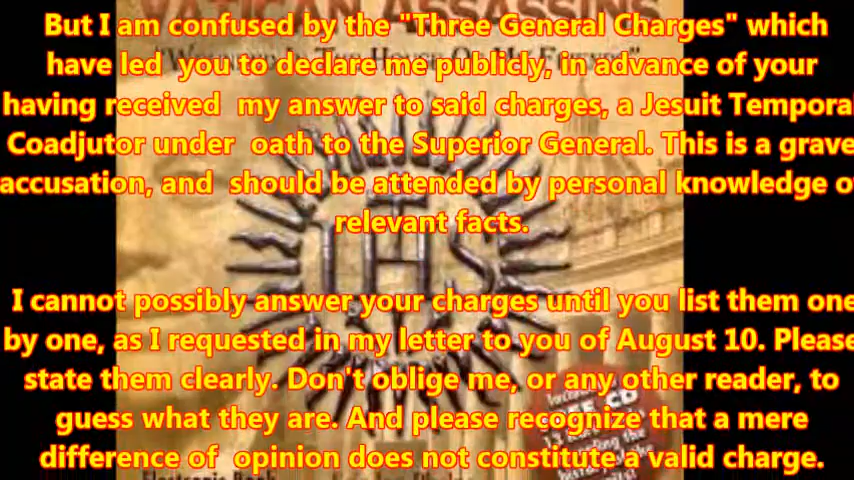 VATICAN ASSASSINS
But I am confused by the "Three General Charges" which
have led you to declare me publicly, in advance of your
having received my answer to said charges, a Jesuit Tempora
Coadjutor under oath to the Superior General. This is a grave
accusation, and should be attended by personal knowledge o
relevant facts.
IHS
I cannot possibly answer your charges until you list them one
by one, as I requested in my letter to you of August 10. Please
state them clearly. Don't oblige me, or any other reader, to
guess what they are. And please recognize that a mere
difference of opinion does not constitute a valid charge.